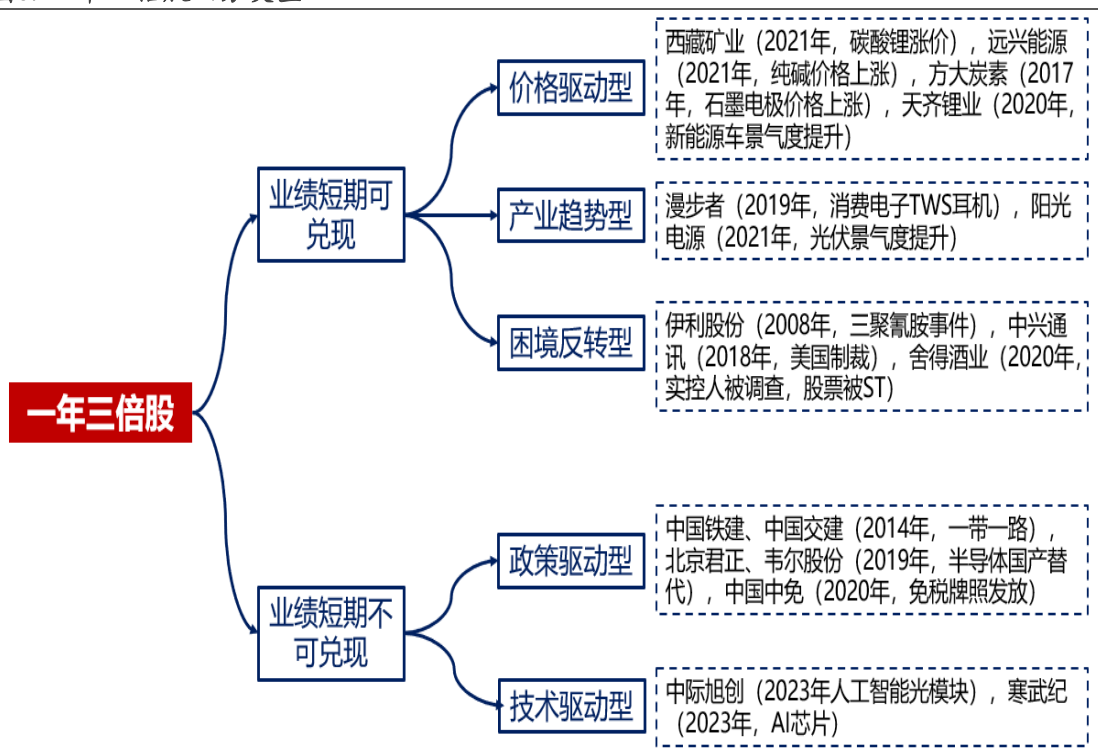 一年三倍股
业绩短期可
兑现
价格驱动型
西藏矿业（2021年，碳酸锂涨价），远兴能源
（2021年，纯碱价格上涨），方大炭素（2017
年，石墨电极价格上涨），天齐锂业（2020年，
新能源车景气度提升）
产业趋势型
漫步者（2019年，消费电子TWS耳机），阳光
电源（2021年，光伏景气度提升）
困境反转型
伊利股份（2008年，三聚氰胺事件），中兴通
讯（2018年，美国制裁），舍得酒业（2020年，
实控人被调查，股票被ST）
业绩短期不
可兑现
政策驱动型
中国铁建、中国交建（2014年，一带一路），
北京君正、韦尔股份（2019年，半导体国产替
代），中国中免（2020年，免税牌照发放）
技术驱动型
中际旭创（2023年人工智能光模块），寒武纪
（2023年，AI芯片）